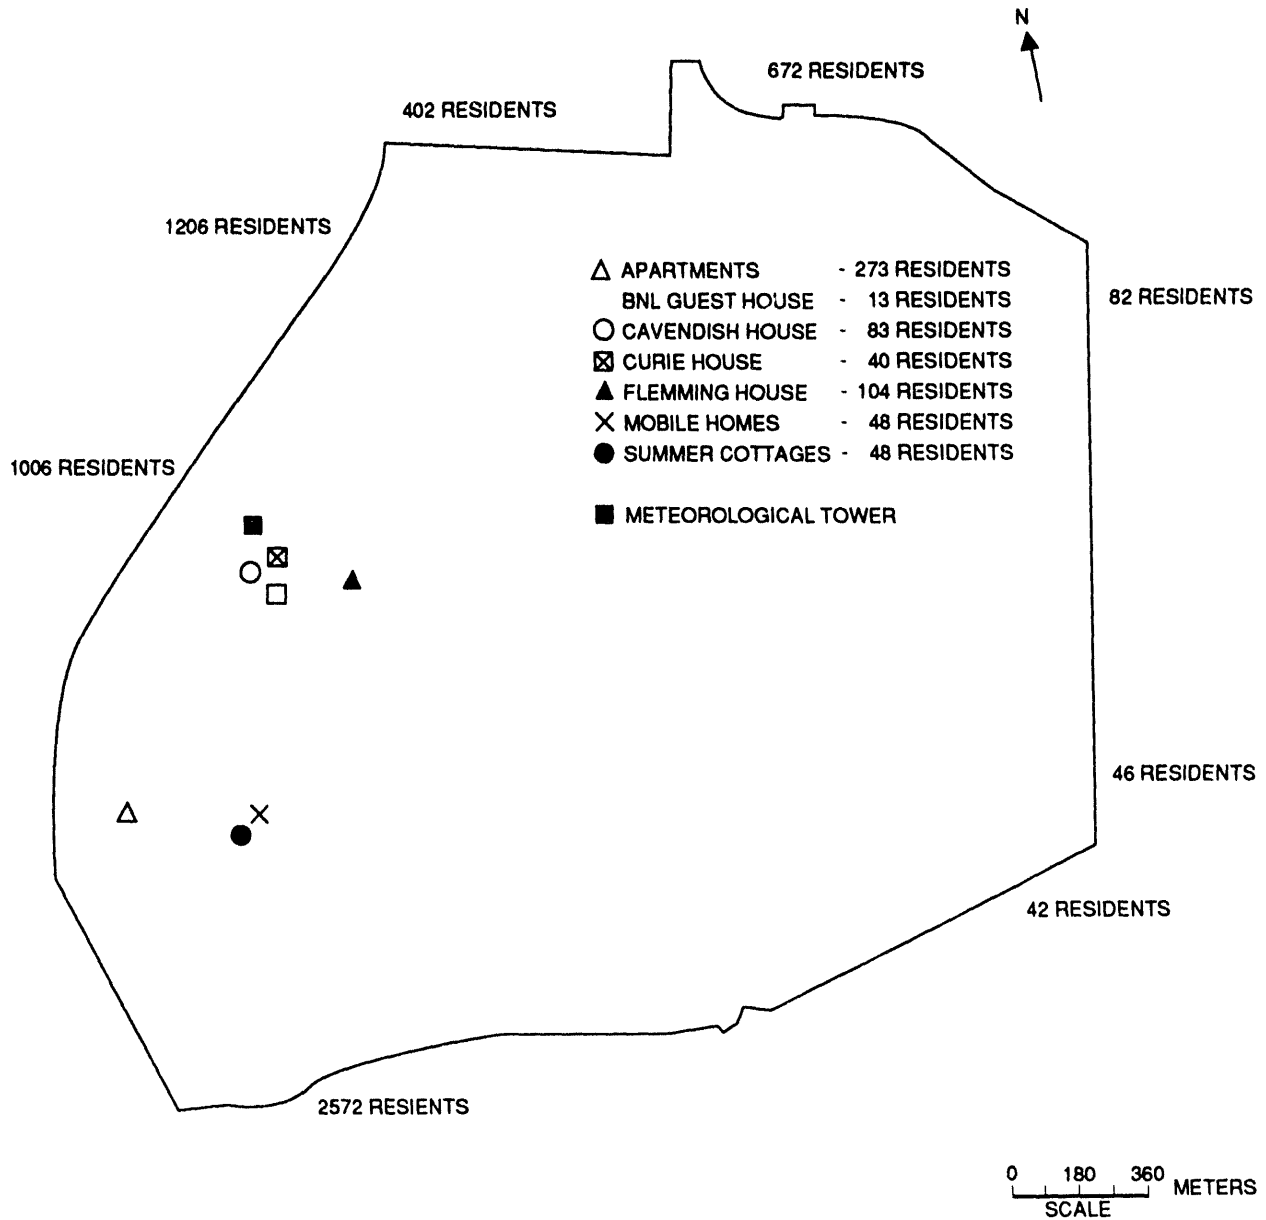 N
672 RESIDENTS
402 RESIDENTS
1206 RESIDENTS
APARTMENTS - 273 RESIDENTS
BNL GUEST HOUSE - 13 RESIDENTS
CAVENDISH HOUSE - 83 RESIDENTS
CURIE HOUSE - 40 RESIDENTS
FLEMMING HOUSE - 104 RESIDENTS
MOBILE HOMES - 48 RESIDENTS
SUMMER COTTAGES - 48 RESIDENTS
METEOROLOGICAL TOWER
82 RESIDENTS
1006 RESIDENTS
46 RESIDENTS
42 RESIDENTS
2572 RESIENTS
0 180 360 METERS
SCALE